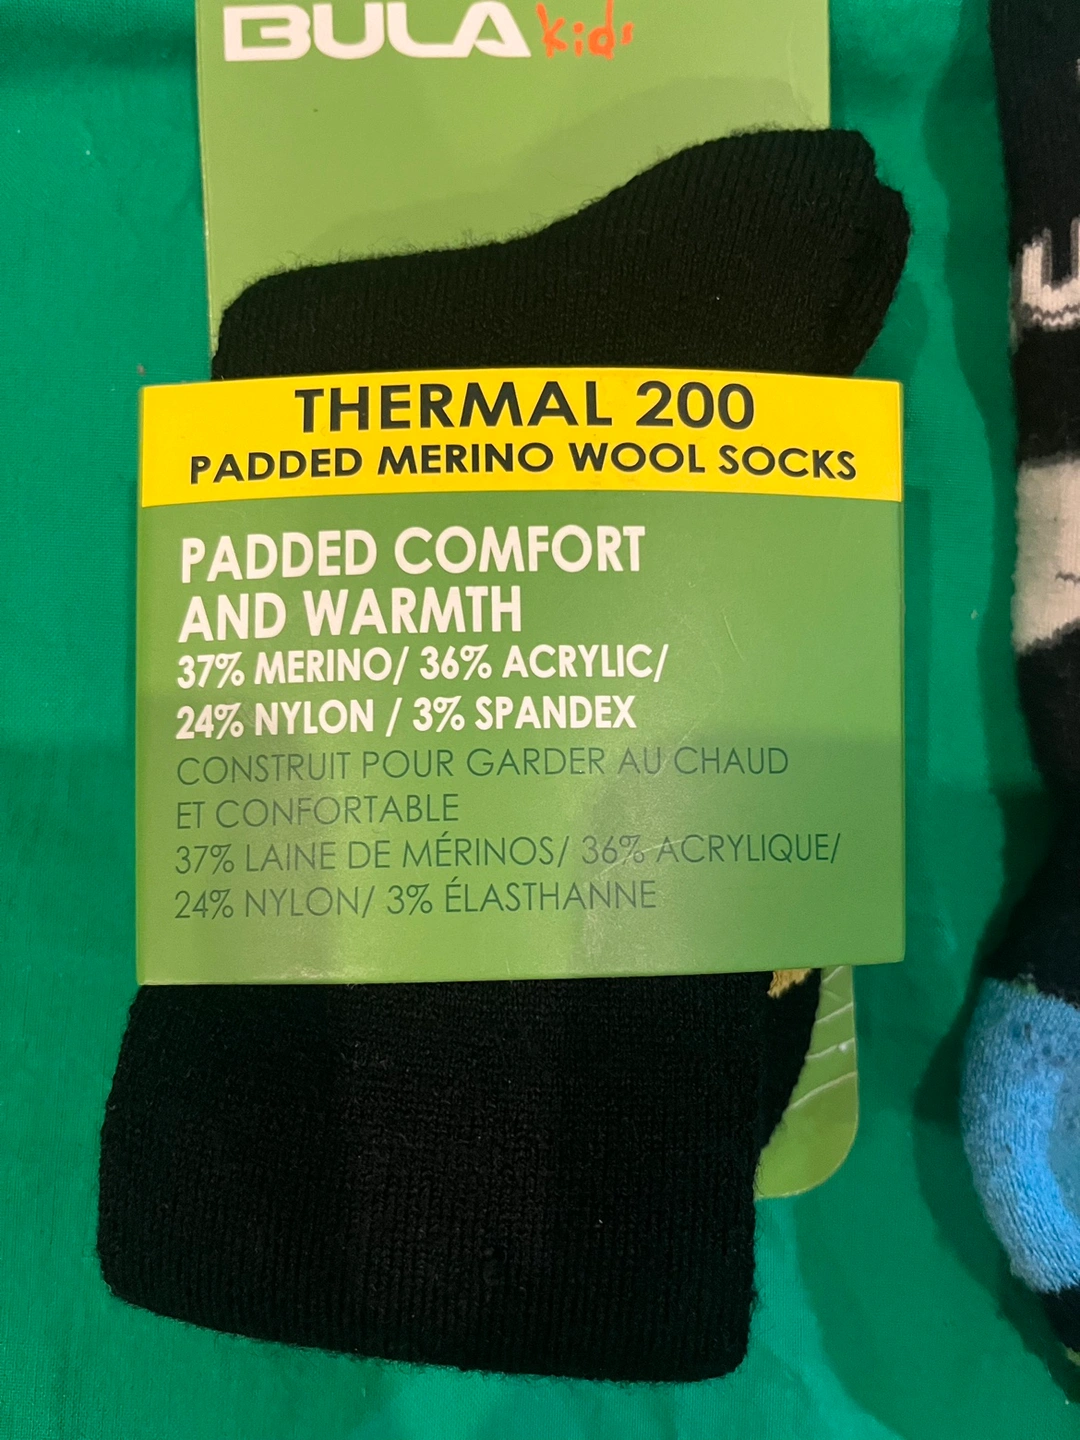 BULA kids
THERMAL 200
PADDED MERINO WOOL SOCKS
PADDED COMFORT
AND WARMTH
37% MERINO/ 36% ACRYLIC/
24% NYLON / 3% SPANDEX
CONSTRUIT POUR GARDER AU CHAUD
ET CONFORTABLE
37% LAINE DE MÉRINOS/ 36% ACRYLIQUE/
24% NYLON/ 3% ÉLASTHANNE